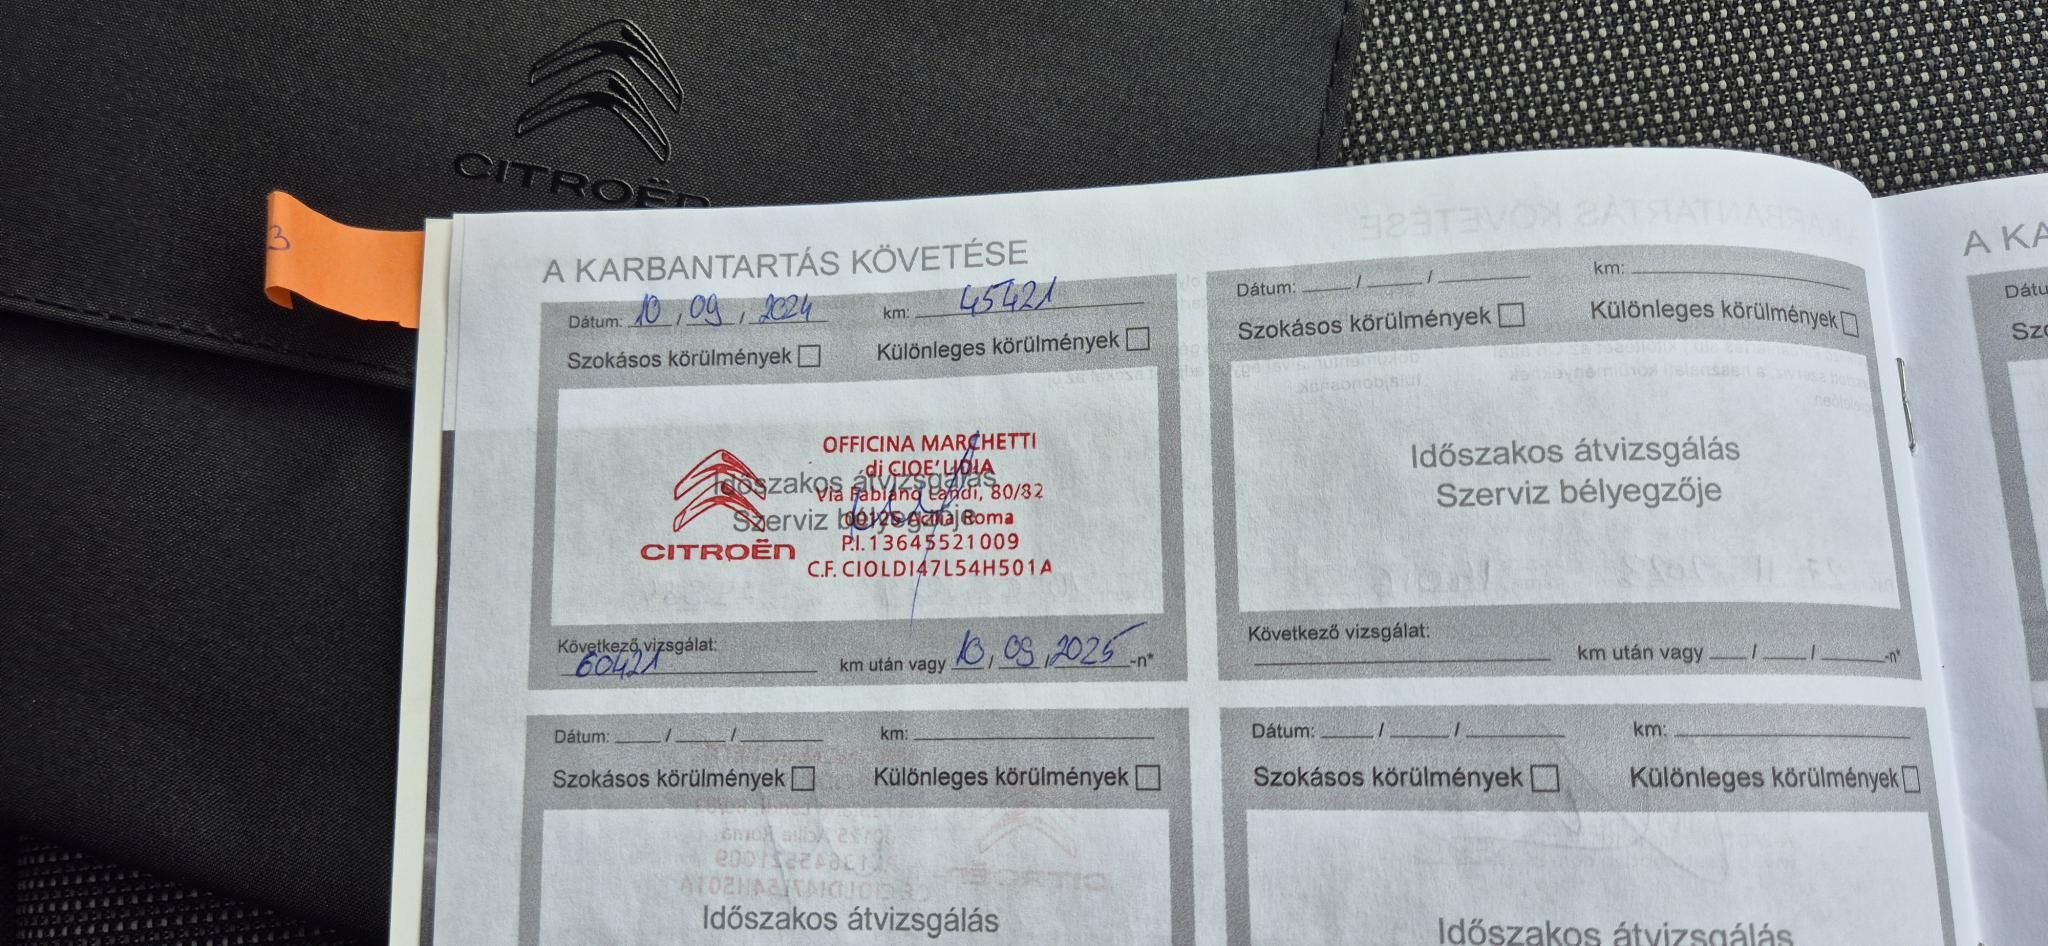 CITROËN
3
A KARBANTARTÁS KÖVETÉSE
Dátum: 10, 09, 2024 km: 45421
Szokásos körülmények Különleges körülmények
OFFICINA MARCHETTI
di CIOE' LIDIA
Időszakos átvizsgálás
Via Fabiano Landi, 80/82
Szerviz bélyegzője
00125 Acilia Roma
P.I.13645521009
CITROËN
C.F. CIOLDI47L54H501A
Következő vizsgálat:
60421 km után vagy 10, 09, 2025 -n*
Dátum: / / km:
Szokásos körülmények Különleges körülmények
Időszakos átvizsgálás
Dátum: / / km:
Szokásos körülmények Különleges körülmények
Időszakos átvizsgálás
Szerviz bélyegzője
Következő vizsgálat:
km után vagy / / -n*
Dátum: / / km:
Szokásos körülmények Különleges körülmények
Időszakos átvizsgálás
A KA
Dátu
Szo